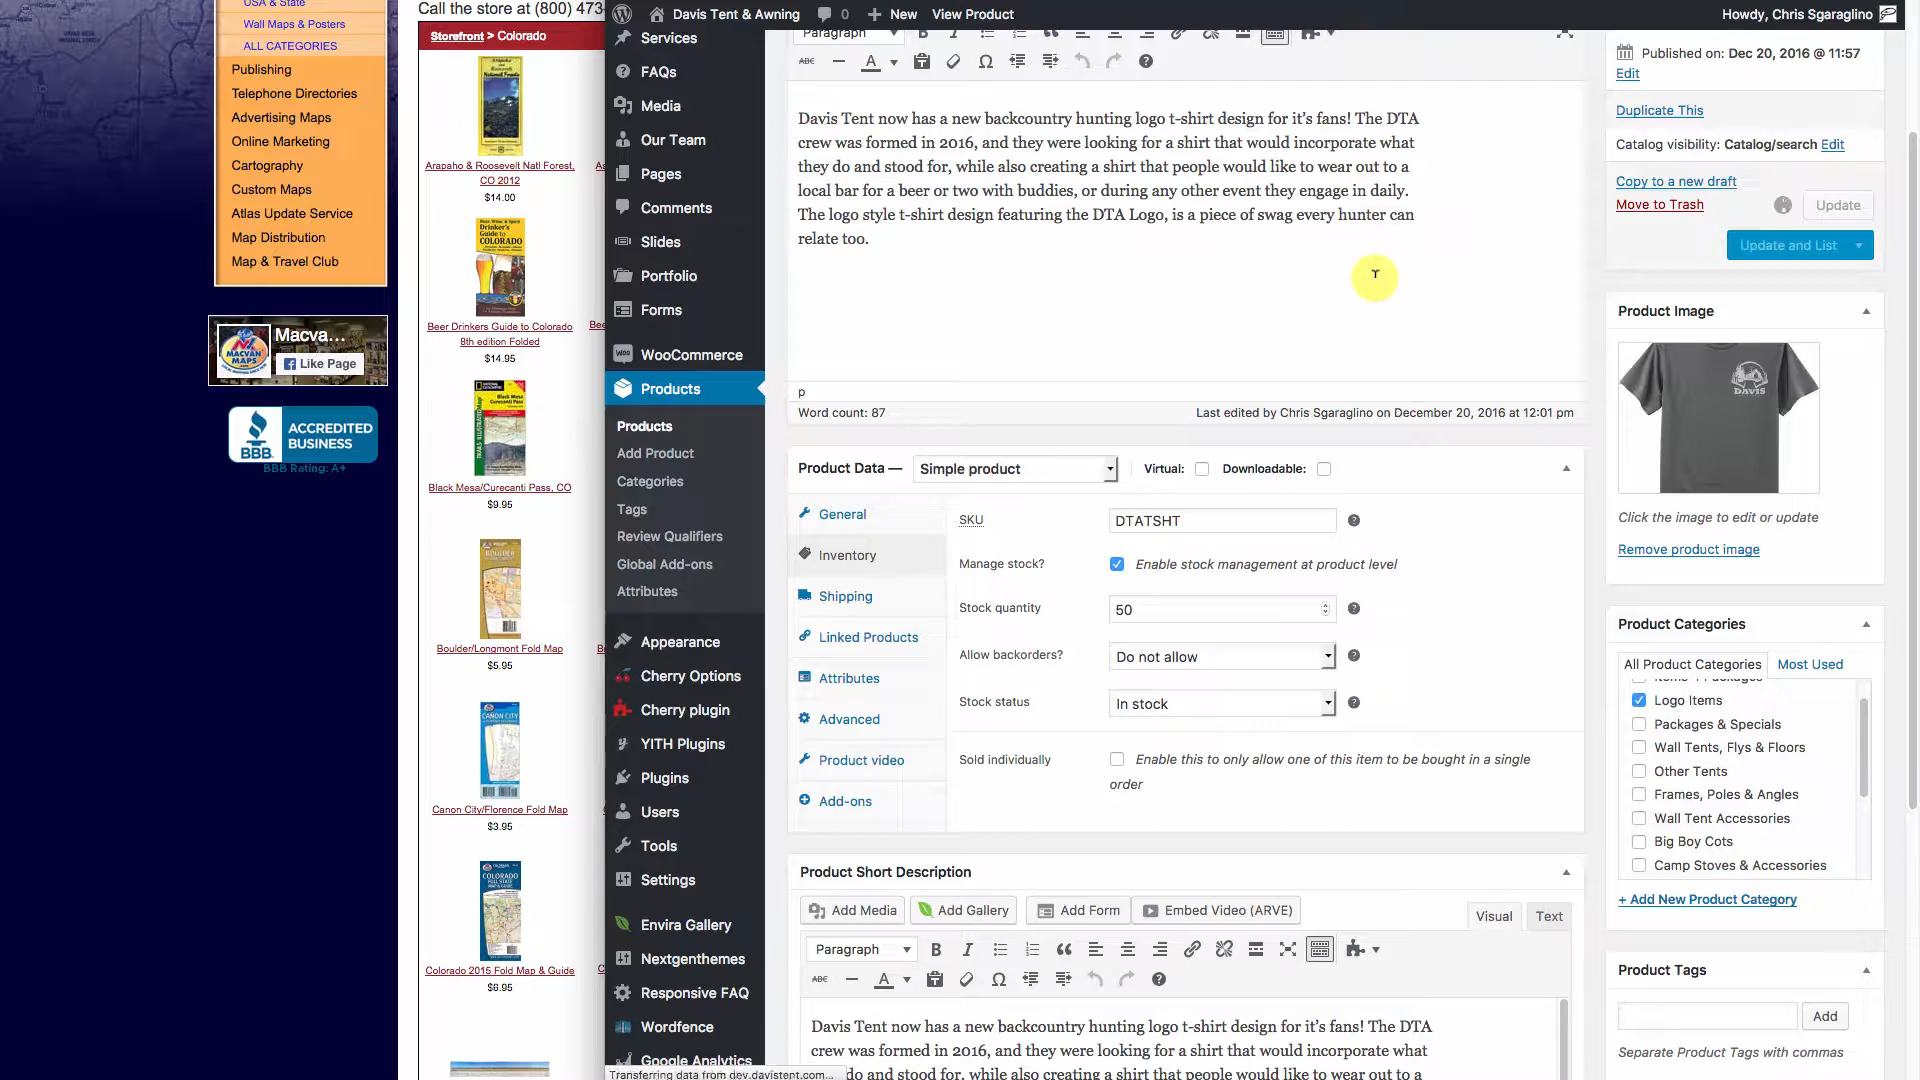 USA & State
Wall Maps & Posters
ALL CATEGORIES
Publishing
Telephone Directories
Advertising Maps
Online Marketing
Cartography
Custom Maps
Atlas Update Service
Map Distribution
Map & Travel Club
Macva...
MACVAN MAPS
Like Page
BBB
ACCREDITED BUSINESS
BBB Rating: A+
Call the store at (800) 473-
Storefront > Colorado
Arapaho & Roosevelt Natl Forest,
CO 2012
$14.00
Beer Drinkers Guide to Colorado
8th edition Folded
$14.95
Black Mesa/Curecanti Pass, CO
$9.95
Boulder/Longmont Fold Map
$5.95
Canon City/Florence Fold Map
$3.95
Colorado 2015 Fold Map & Guide
$6.95
Davis Tent & Awning
0
New
View Product
Howdy, Chris Sgaraglino
Services
FAQs
Media
Our Team
Pages
Comments
Slides
Portfolio
Forms
WooCommerce
Products
Products
Add Product
Categories
Tags
Review Qualifiers
Global Add-ons
Attributes
Appearance
Cherry Options
Cherry plugin
YITH Plugins
Plugins
Users
Tools
Settings
Envira Gallery
Nextgenthemes
Responsive FAQ
Wordfence
Google Analytics
Transferring data from dev.davistent.com...
Paragraph
Davis Tent now has a new backcountry hunting logo t-shirt design for it's fans! The DTA
crew was formed in 2016, and they were looking for a shirt that would incorporate what
they do and stood for, while also creating a shirt that people would like to wear out to a
local bar for a beer or two with buddies, or during any other event they engage in daily.
The logo style t-shirt design featuring the DTA Logo, is a piece of swag every hunter can
relate too.
p
Word count: 87
Last edited by Chris Sgaraglino on December 20, 2016 at 12:01 pm
Product Data —
Simple product
Virtual:
Downloadable:
General
Inventory
Shipping
Linked Products
Attributes
Advanced
Product video
Add-ons
SKU
DTATSHT
Manage stock?
Enable stock management at product level
Stock quantity
50
Allow backorders?
Do not allow
Stock status
In stock
Sold individually
Enable this to only allow one of this item to be bought in a single
order
Product Short Description
Add Media
Add Gallery
Add Form
Embed Video (ARVE)
Visual
Text
Paragraph
Davis Tent now has a new backcountry hunting logo t-shirt design for it's fans! The DTA
crew was formed in 2016, and they were looking for a shirt that would incorporate what
do and stood for, while also creating a shirt that people would like to wear out to a
Published on: Dec 20, 2016 @ 11:57
Edit
Duplicate This
Catalog visibility: Catalog/search Edit
Copy to a new draft
Move to Trash
Update
Update and List
Product Image
DAVIS
Click the image to edit or update
Remove product image
Product Categories
All Product Categories
Most Used
Logo Items
Packages & Specials
Wall Tents, Flys & Floors
Other Tents
Frames, Poles & Angles
Wall Tent Accessories
Big Boy Cots
Camp Stoves & Accessories
+ Add New Product Category
Product Tags
Add
Separate Product Tags with commas